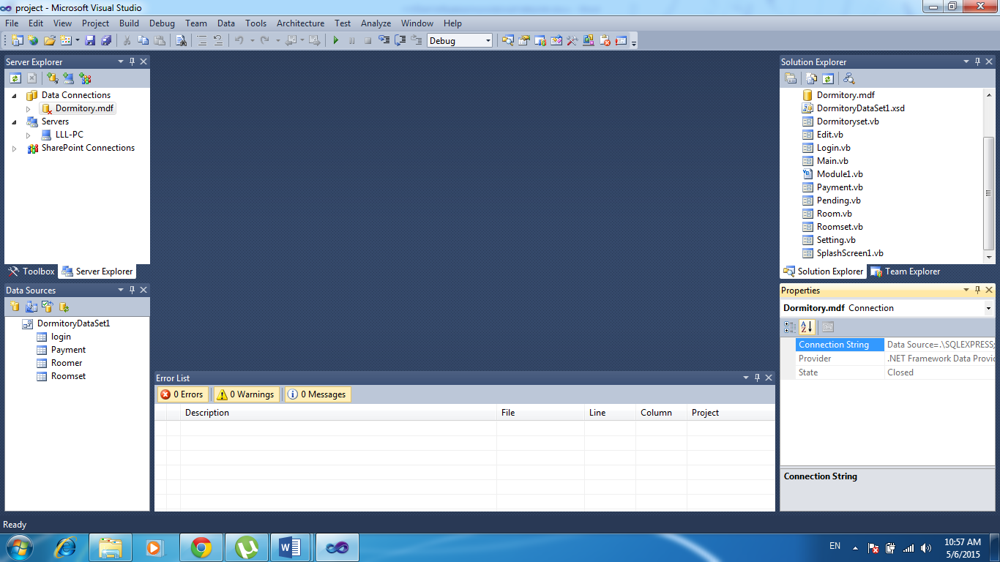 project - Microsoft Visual Studio
File Edit View Project Build Debug Team Data Tools Architecture Test Analyze Window Help
Debug
Server Explorer
Data Connections
Dormitory.mdf
Servers
LLL-PC
SharePoint Connections
Toolbox Server Explorer
Data Sources
DormitoryDataSet1
login
Payment
Roomer
Roomset
Error List
0 Errors 0 Warnings 0 Messages
Description File Line Column Project
Solution Explorer
Dormitory.mdf
DormitoryDataSet1.xsd
Dormitoryset.vb
Edit.vb
Login.vb
Main.vb
Module1.vb
Payment.vb
Pending.vb
Room.vb
Roomset.vb
Setting.vb
SplashScreen1.vb
Solution Explorer Team Explorer
Properties
Dormitory.mdf Connection
Connection String Data Source=.\SQLEXPRESS;
Provider .NET Framework Data Provi
State Closed
Connection String
Ready
EN
10:57 AM
5/6/2015